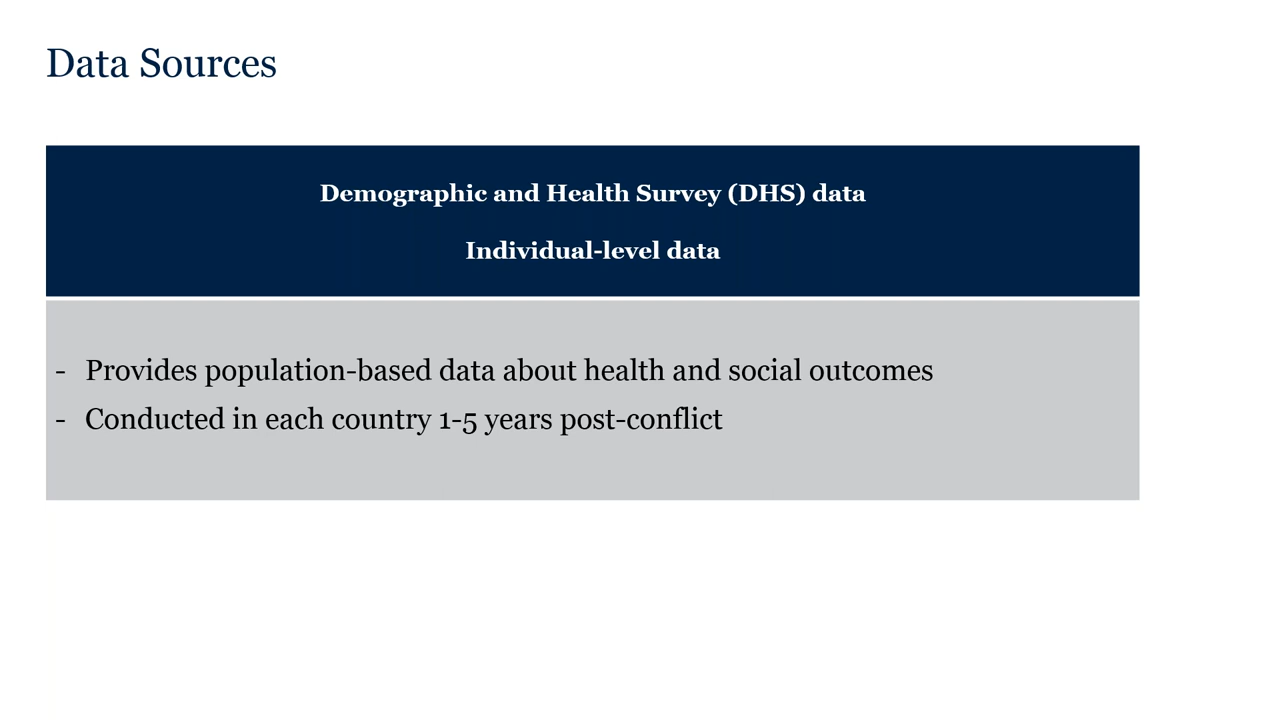 Data Sources
Demographic and Health Survey (DHS) data
Individual-level data
- Provides population-based data about health and social outcomes
- Conducted in each country 1-5 years post-conflict